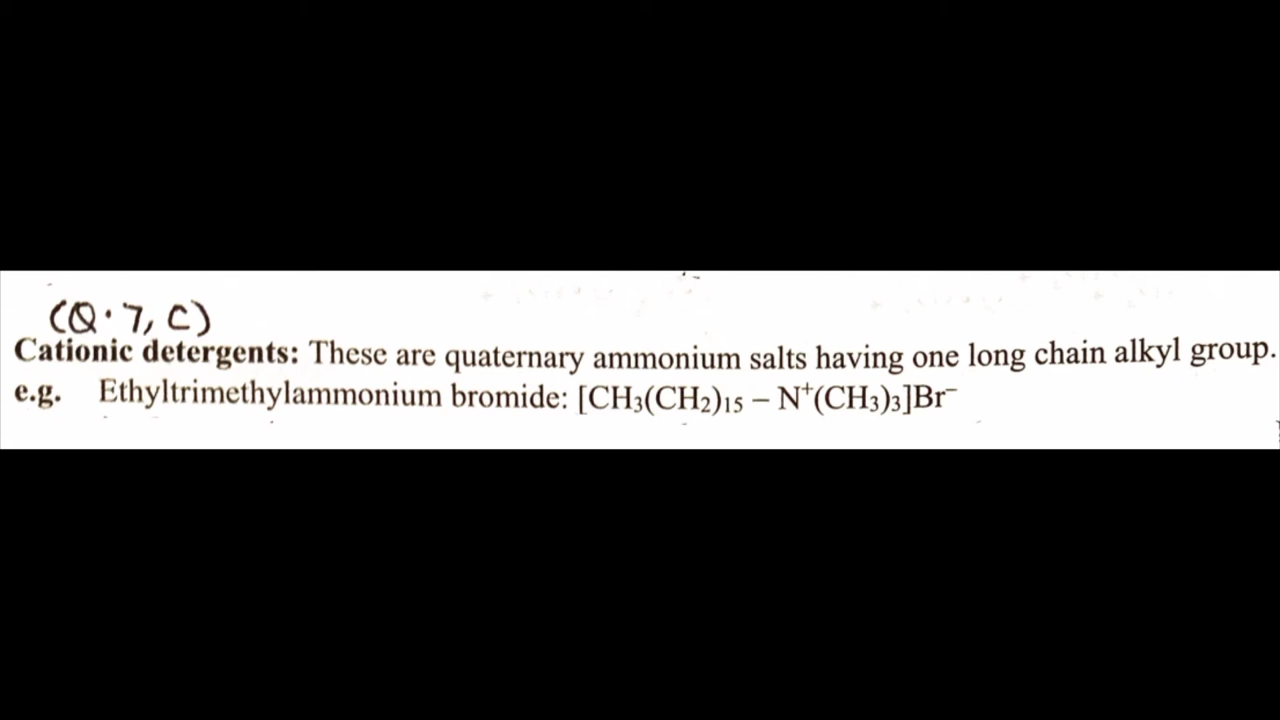 (Q.7, C)
Cationic detergents: These are quaternary ammonium salts having one long chain alkyl group.
e.g. Ethyltrimethylammonium bromide: [CH₃(CH₂)₁₅ – N⁺(CH₃)₃]Br⁻